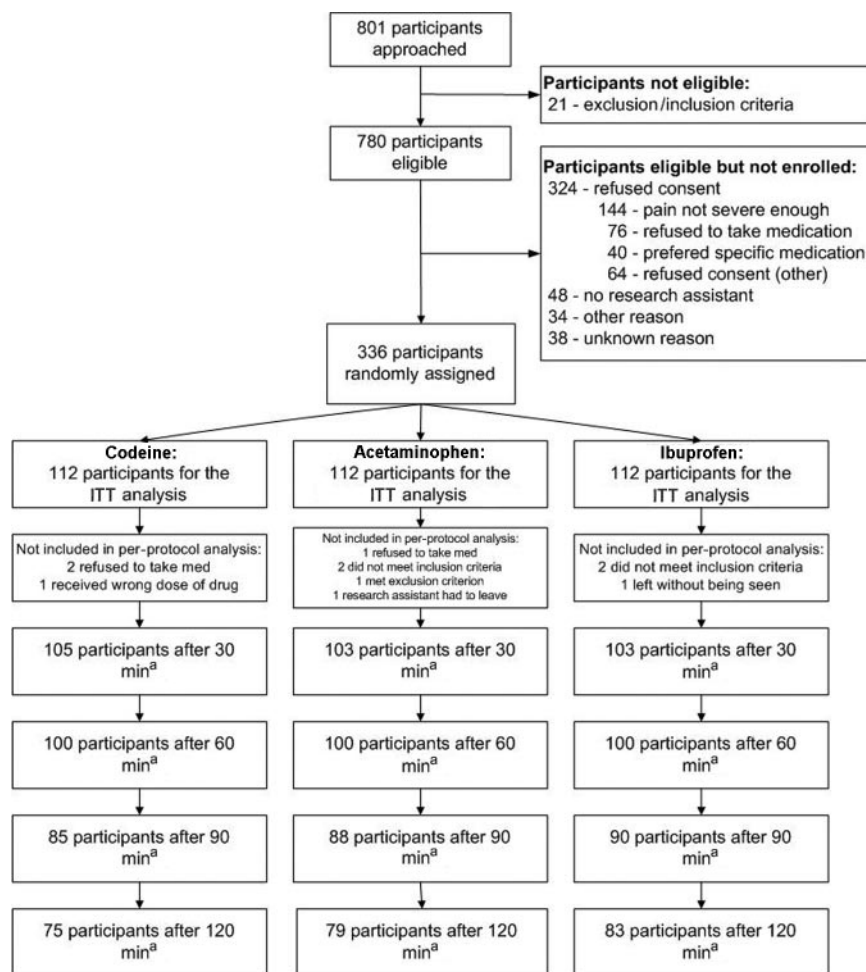 801 participants
approached
Participants not eligible:
21 - exclusion/inclusion criteria
780 participants
eligible
Participants eligible but not enrolled:
324 - refused consent
144 - pain not severe enough
76 - refused to take medication
40 - prefered specific medication
64 - refused consent (other)
48 - no research assistant
34 - other reason
38 - unknown reason
336 participants
randomly assigned
Codeine:
112 participants for the
ITT analysis
Acetaminophen:
112 participants for the
ITT analysis
Ibuprofen:
112 participants for the
ITT analysis
Not included in per-protocol analysis:
2 refused to take med
1 received wrong dose of drug
Not included in per-protocol analysis:
1 refused to take med
2 did not meet inclusion criteria
1 met exclusion criterion
1 research assistant had to leave
Not included in per-protocol analysis:
2 did not meet inclusion criteria
1 left without being seen
105 participants after 30
min^a
103 participants after 30
min^a
103 participants after 30
min^a
100 participants after 60
min^a
100 participants after 60
min^a
100 participants after 60
min^a
85 participants after 90
min^a
88 participants after 90
min^a
90 participants after 90
min^a
75 participants after 120
min^a
79 participants after 120
min^a
83 participants after 120
min^a